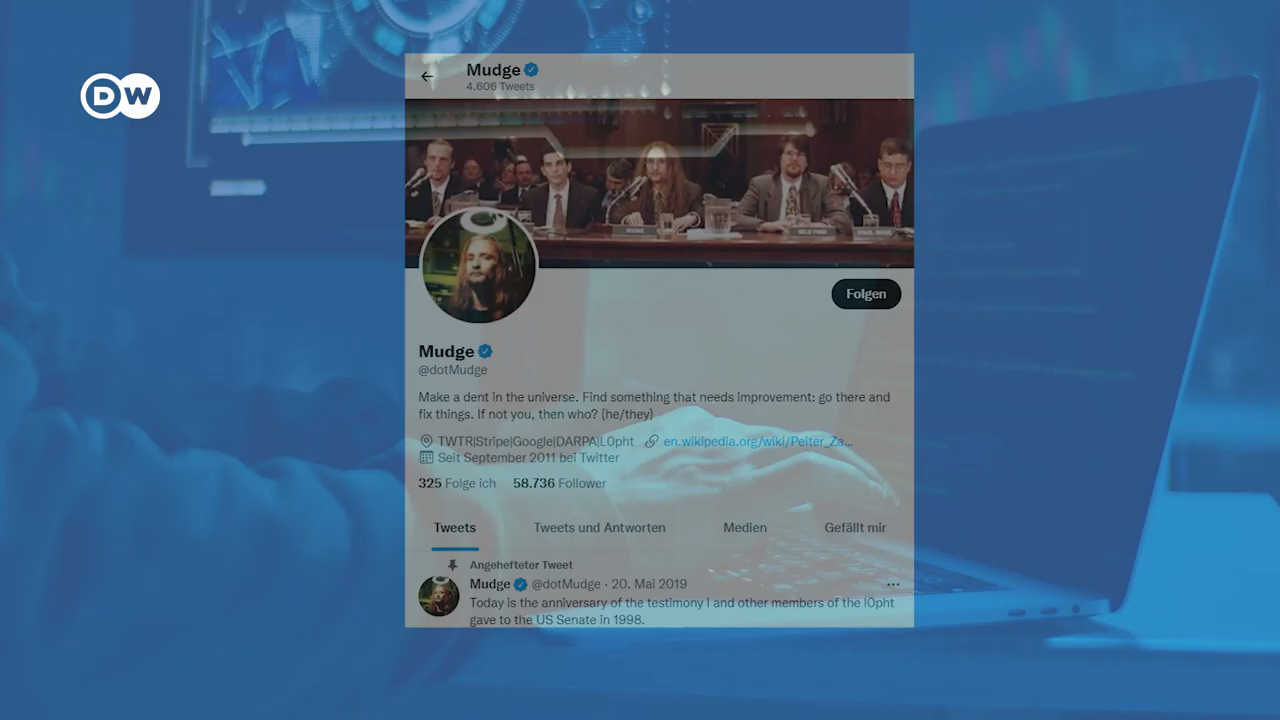 DW
Mudge
4.606 Tweets
Folgen
Mudge
@dotMudge
Make a dent in the universe. Find something that needs improvement: go there and
fix things. If not you, then who? {he/they}
TWTR|Stripe|Google|DARPA|L0pht en.wikipedia.org/wiki/Peiter_Za...
Seit September 2011 bei Twitter
325 Folge ich 58.736 Follower
Tweets Tweets und Antworten Medien Gefällt mir
Angehefteter Tweet
Mudge @dotMudge · 20. Mai 2019 ...
Today is the anniversary of the testimony I and other members of the l0pht
gave to the US Senate in 1998.